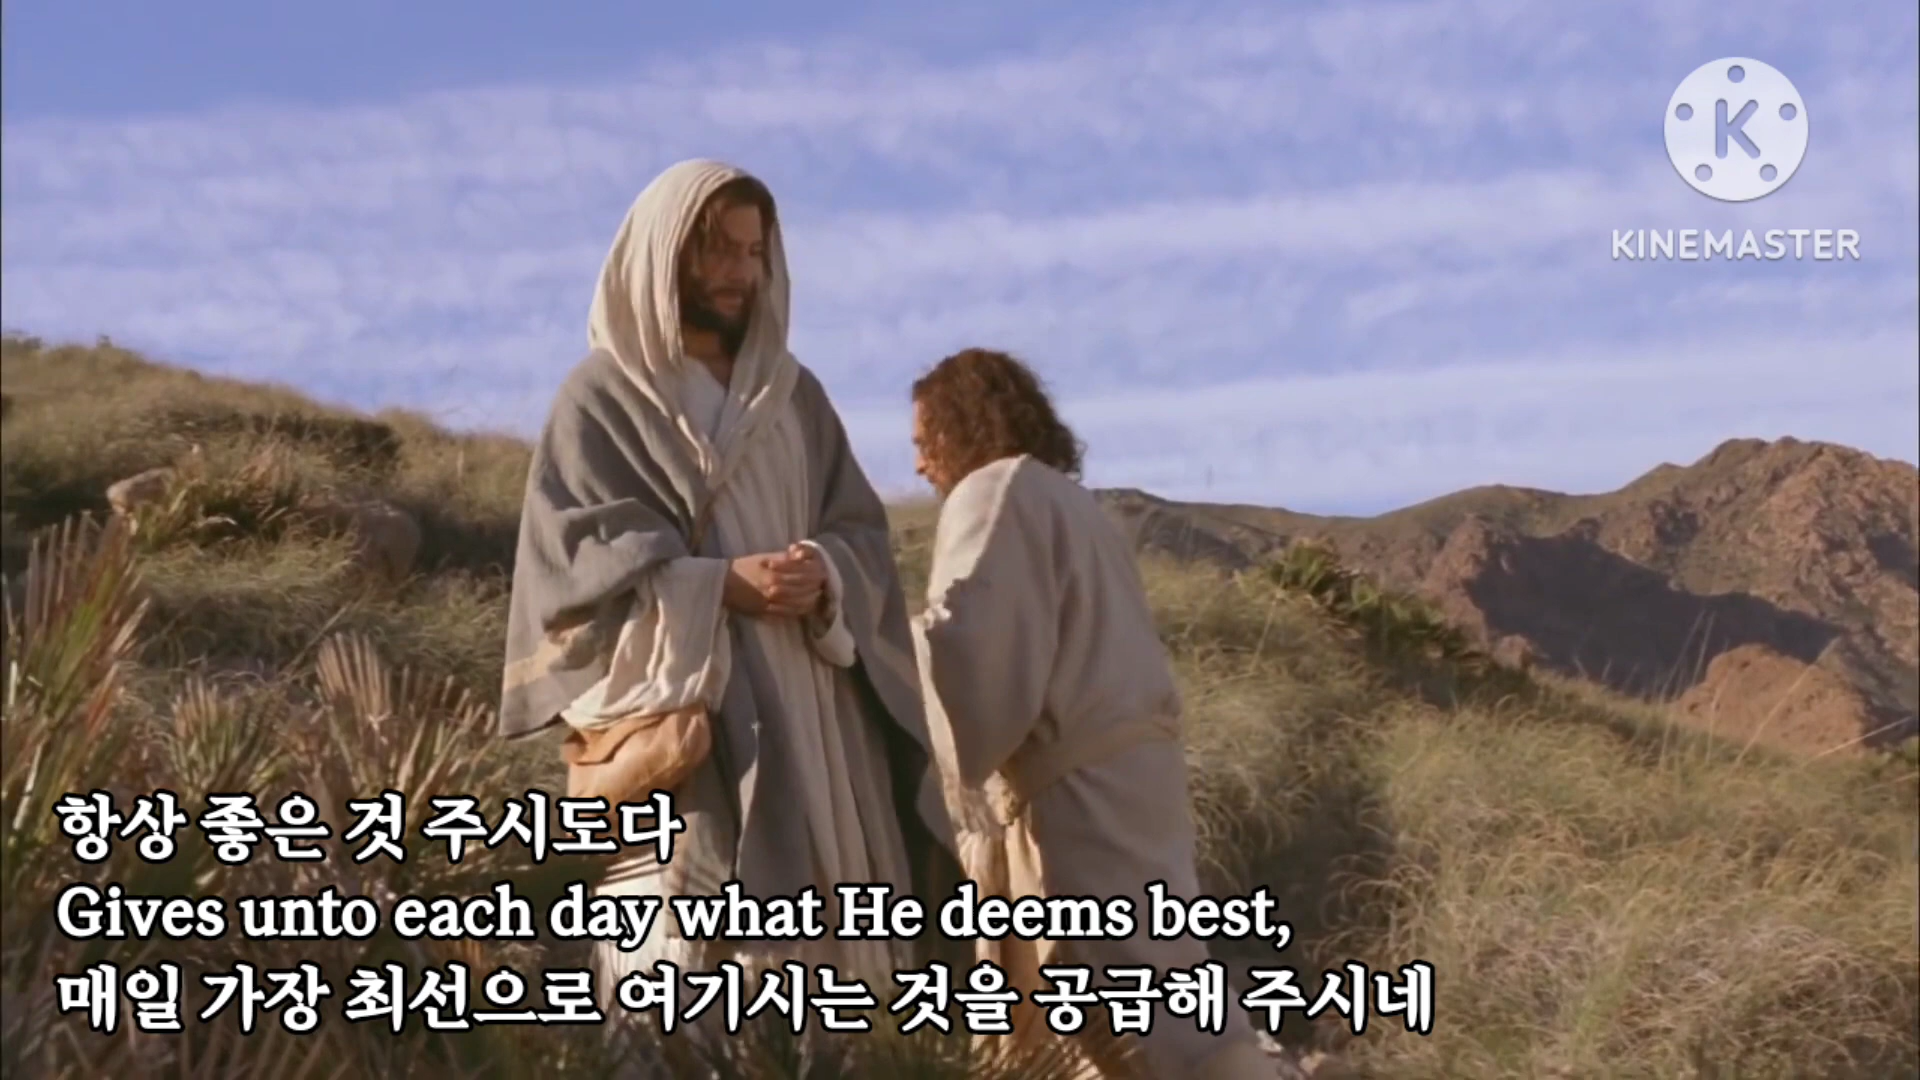 K
KINEMASTER
항상 좋은 것 주시도다
Gives unto each day what He deems best,
매일 가장 최선으로 여기시는 것을 공급해 주시네